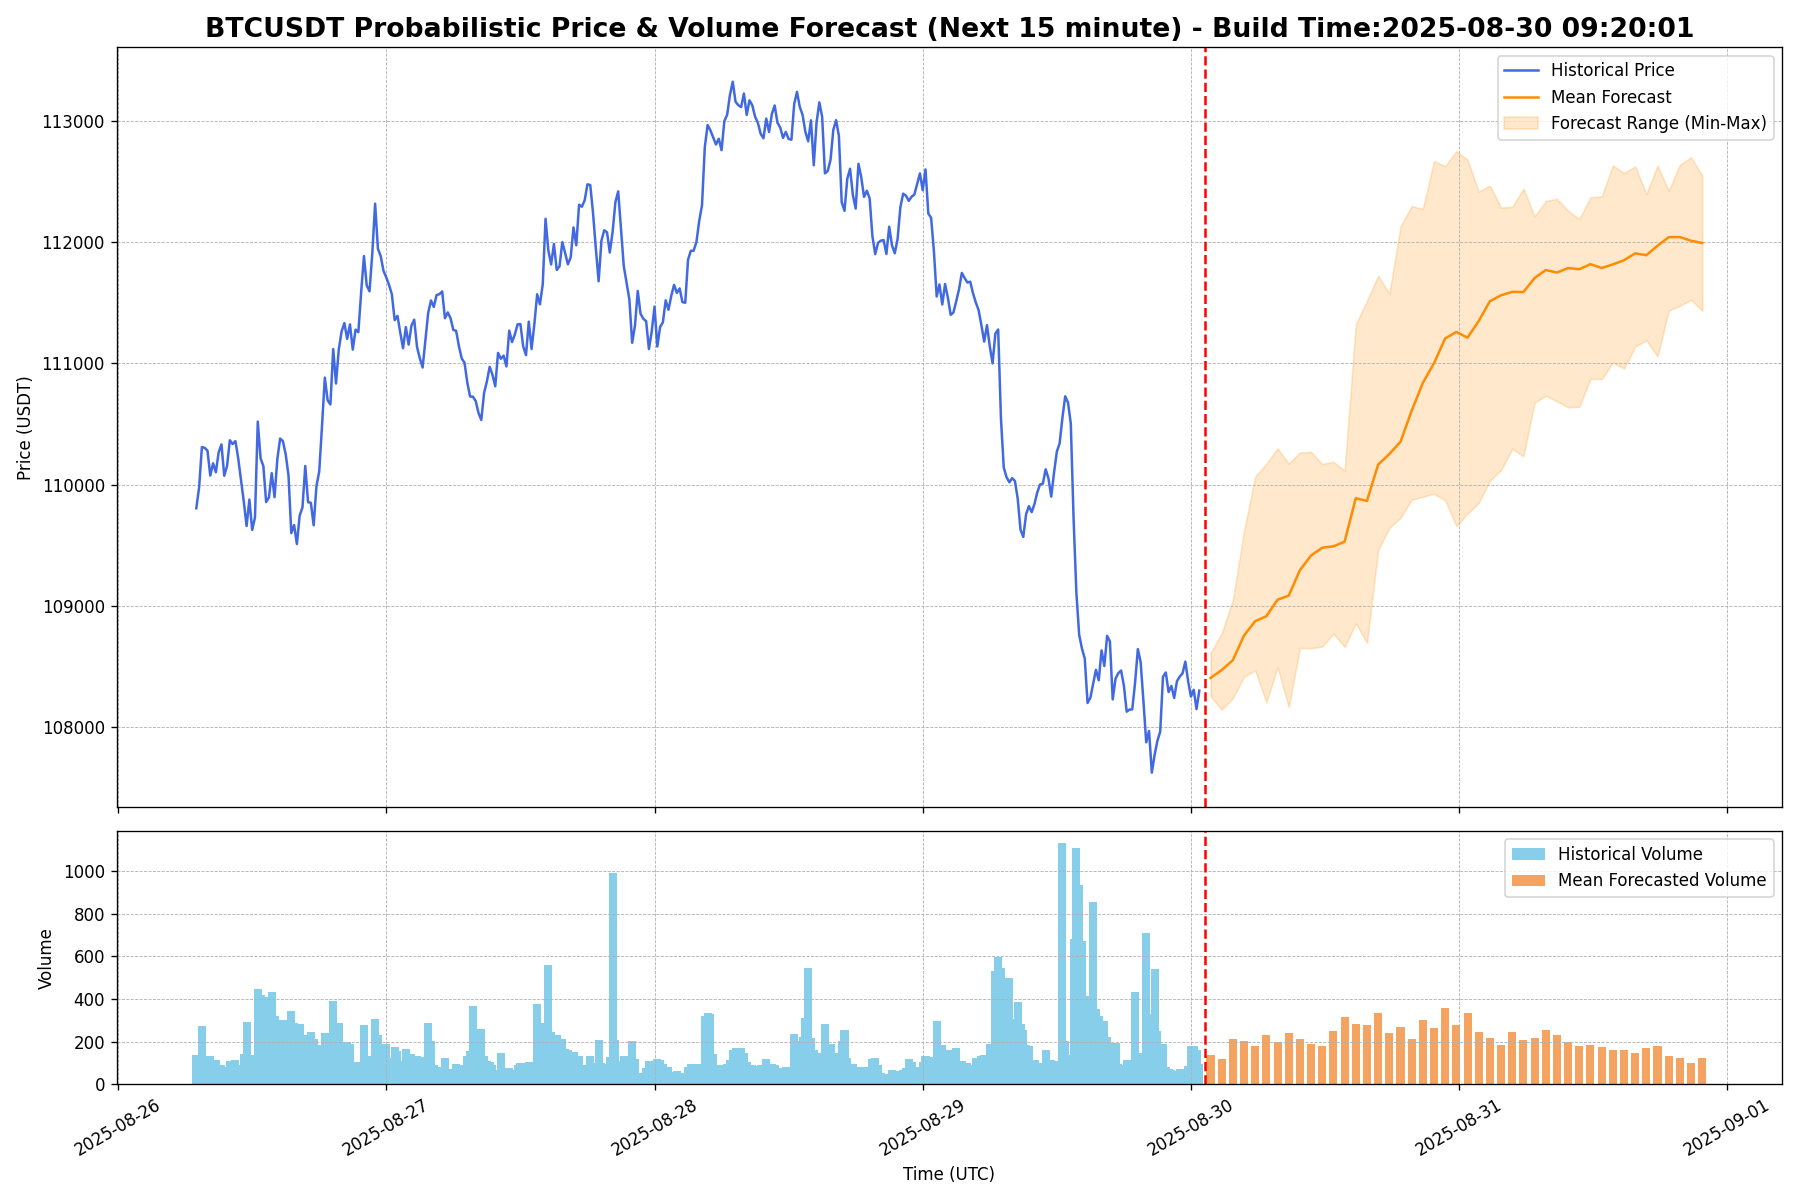 BTCUSDT Probabilistic Price & Volume Forecast (Next 15 minute) - Build Time:2025-08-30 09:20:01
Historical Price
Mean Forecast
Forecast Range (Min-Max)
113000
112000
111000
110000
109000
108000
Price (USDT)
Historical Volume
Mean Forecasted Volume
1000
800
600
400
200
0
Volume
2025-08-26
2025-08-27
2025-08-28
2025-08-29
2025-08-30
2025-08-31
2025-09-01
Time (UTC)